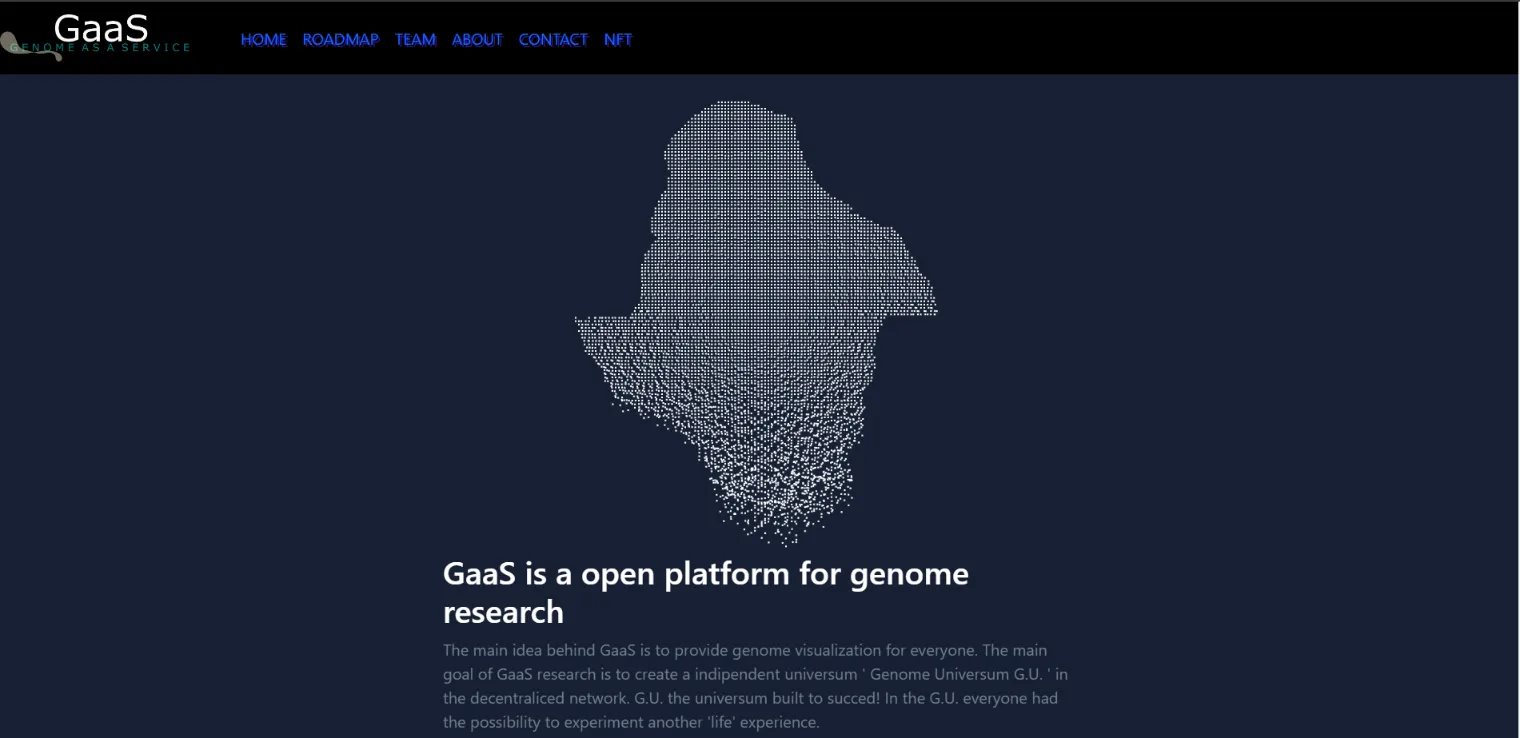 GaaS
GENOME AS A SERVICE
HOME ROADMAP TEAM ABOUT CONTACT NFT
GaaS is a open platform for genome
research
The main idea behind GaaS is to provide genome visualization for everyone. The main
goal of GaaS research is to create a indipendent universum ' Genome Universum G.U. ' in
the decentraliced network. G.U. the universum built to succed! In the G.U. everyone had
the possibility to experiment another 'life' experience.